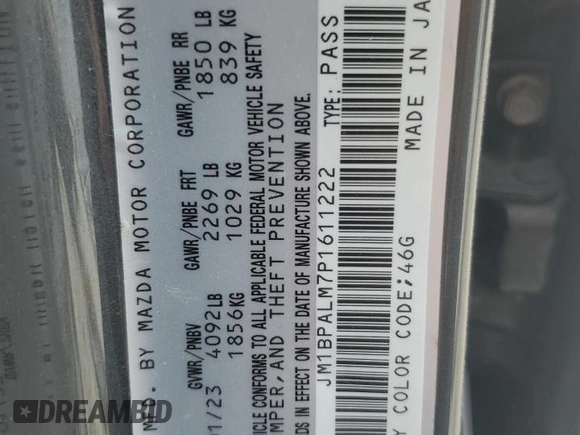 MFD. BY MAZDA MOTOR CORPORATION
GVWR/PNBV GAWR/PNBE FRT GAWR/PNBE RR
1/23 4092LB 2269 LB 1850 LB
1856KG 1029 KG 839 KG
VEHICLE CONFORMS TO ALL APPLICABLE FEDERAL MOTOR VEHICLE SAFETY
MPER, AND THEFT PREVENTION
DS IN EFFECT ON THE DATE OF MANUFACTURE SHOWN ABOVE.
JM1BPALM7P1611222 TYPE: PASS
Y COLOR CODE:46G MADE IN JA
DREAMBID